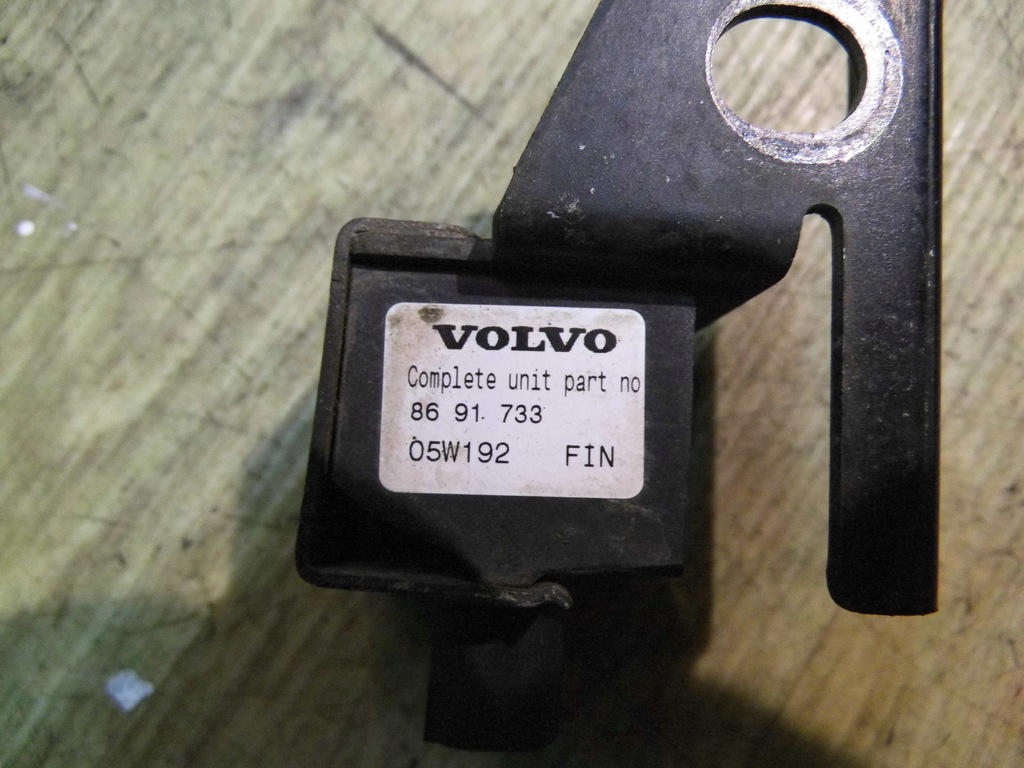 VOLVO
Complete unit part no
86 91 733
05W192 FIN